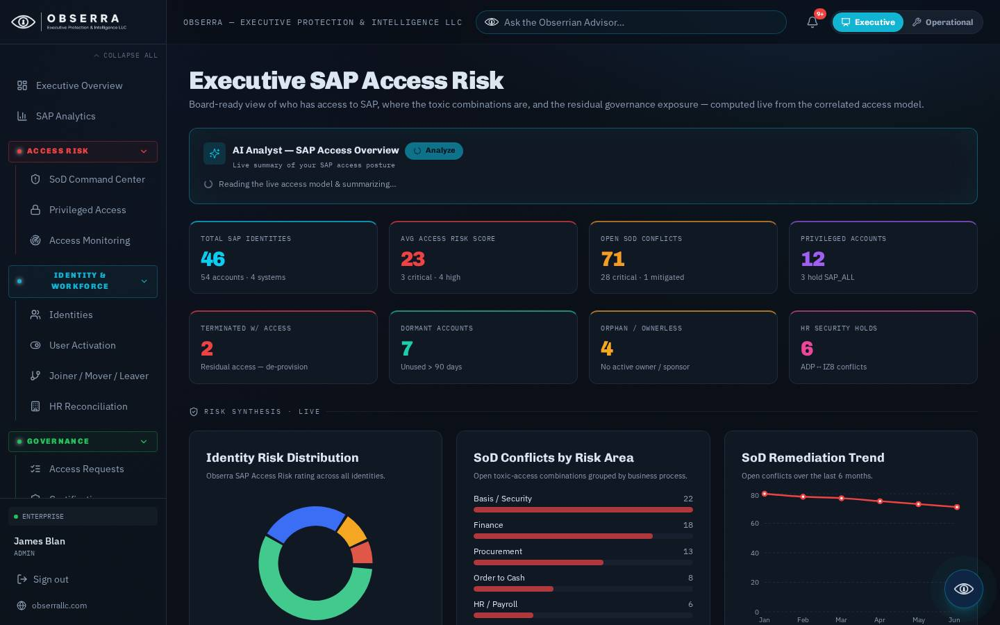 OBSERRA
Executive Protection & Intelligence LLC
OBSERRA — EXECUTIVE PROTECTION & INTELLIGENCE LLC
Ask the Obserrian Advisor...
9+
Executive
Operational
COLLAPSE ALL
Executive Overview
SAP Analytics
ACCESS RISK
SoD Command Center
Privileged Access
Access Monitoring
IDENTITY &
WORKFORCE
Identities
User Activation
Joiner / Mover / Leaver
HR Reconciliation
GOVERNANCE
Access Requests
ENTERPRISE
James Blan
ADMIN
Sign out
obserrallc.com
Executive SAP Access Risk
Board-ready view of who has access to SAP, where the toxic combinations are, and the residual governance exposure — computed live from the correlated access model.
AI Analyst — SAP Access Overview
Analyze
Live summary of your SAP access posture
Reading the live access model & summarizing...
TOTAL SAP IDENTITIES
46
54 accounts · 4 systems
AVG ACCESS RISK SCORE
23
3 critical · 4 high
OPEN SOD CONFLICTS
71
28 critical · 1 mitigated
PRIVILEGED ACCOUNTS
12
3 hold SAP_ALL
TERMINATED W/ ACCESS
2
Residual access — de-provision
DORMANT ACCOUNTS
7
Unused > 90 days
ORPHAN / OWNERLESS
4
No active owner / sponsor
HR SECURITY HOLDS
6
ADP↔IZ8 conflicts
RISK SYNTHESIS · LIVE
Identity Risk Distribution
Obserra SAP Access Risk rating across all identities.
SoD Conflicts by Risk Area
Open toxic-access combinations grouped by business process.
Basis / Security 22
Finance 18
Procurement 13
Order to Cash 8
HR / Payroll 6
SoD Remediation Trend
Open conflicts over the last 6 months.
80
60
40
20
0
Jan Feb Mar Apr May Jun